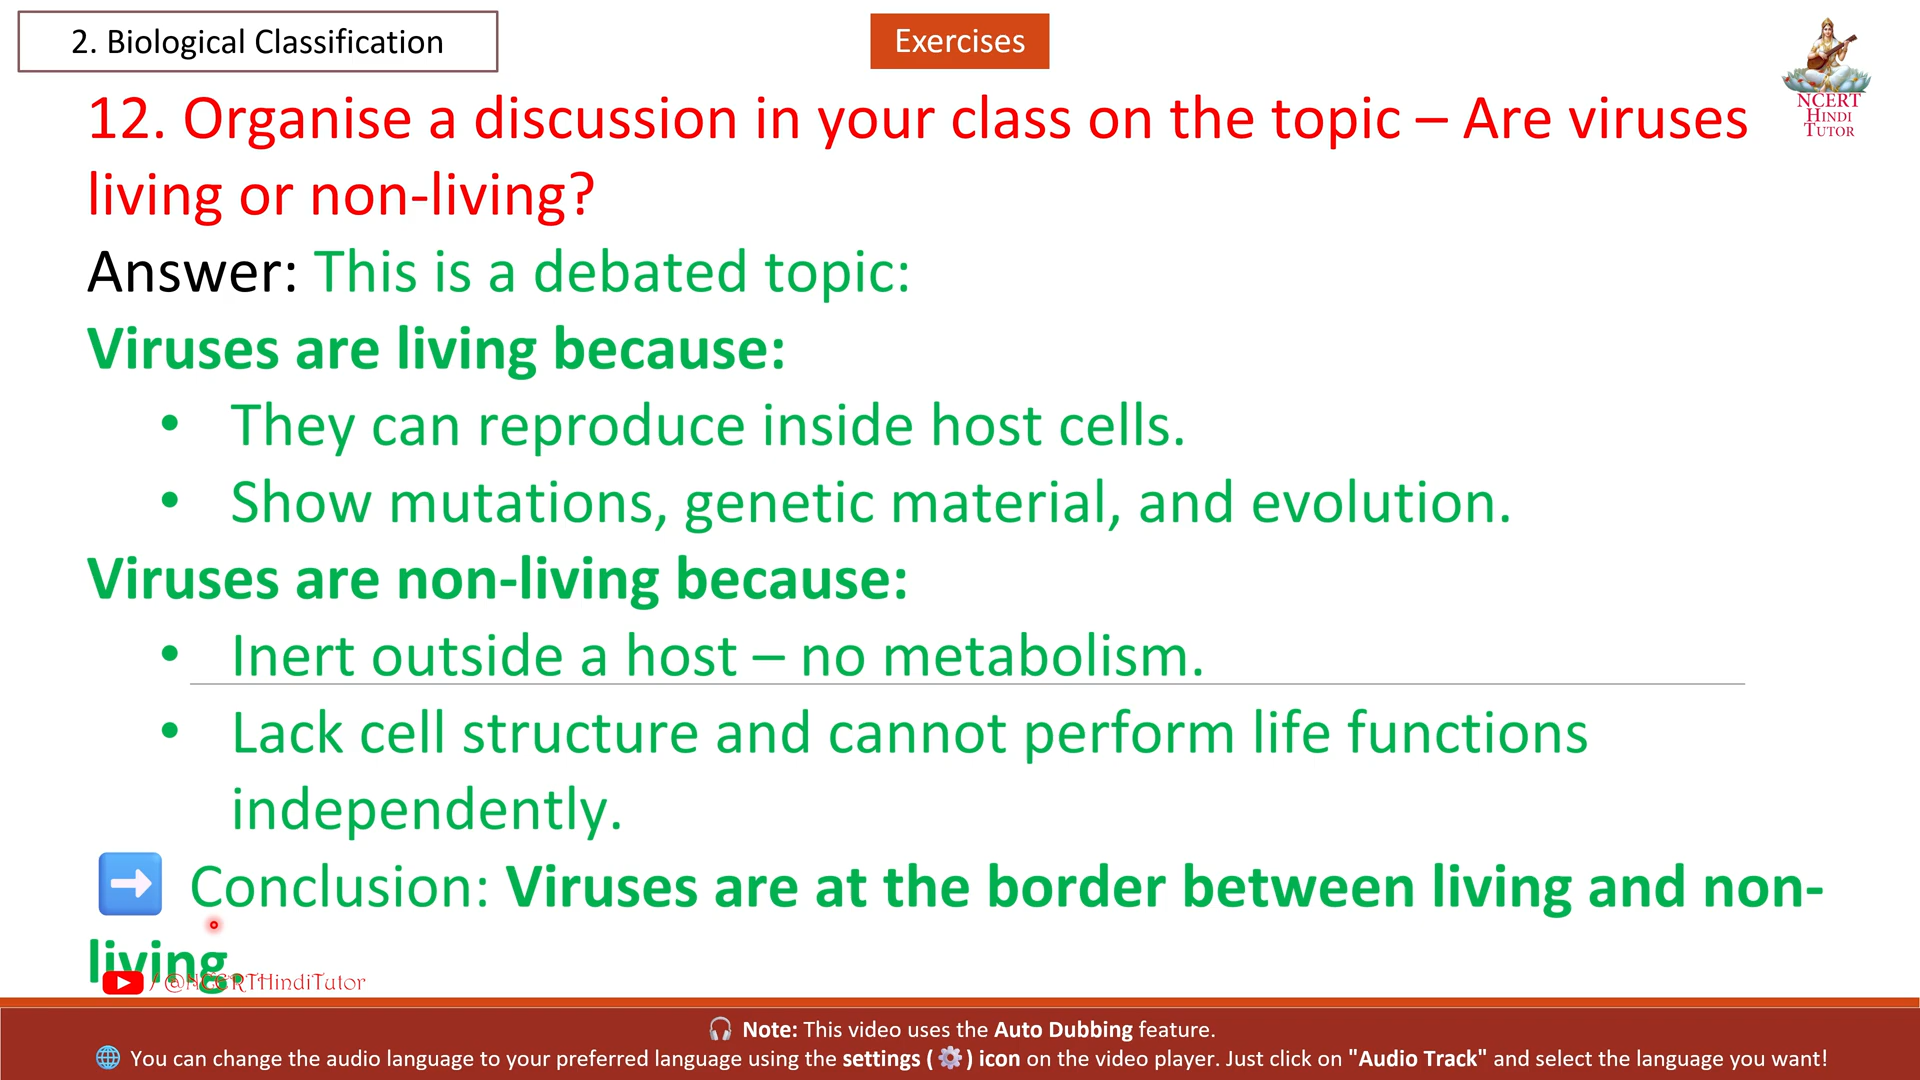 2. Biological Classification
Exercises
NCERT
HINDI
TUTOR
12. Organise a discussion in your class on the topic – Are viruses
living or non-living?
Answer: This is a debated topic:
Viruses are living because:
• They can reproduce inside host cells.
• Show mutations, genetic material, and evolution.
Viruses are non-living because:
• Inert outside a host – no metabolism.
• Lack cell structure and cannot perform life functions
independently.
➡ Conclusion: Viruses are at the border between living and non-
living.
/ @NCERTHindiTutor
🎧 Note: This video uses the Auto Dubbing feature.
🌐 You can change the audio language to your preferred language using the settings ( ⚙ ) icon on the video player. Just click on "Audio Track" and select the language you want!